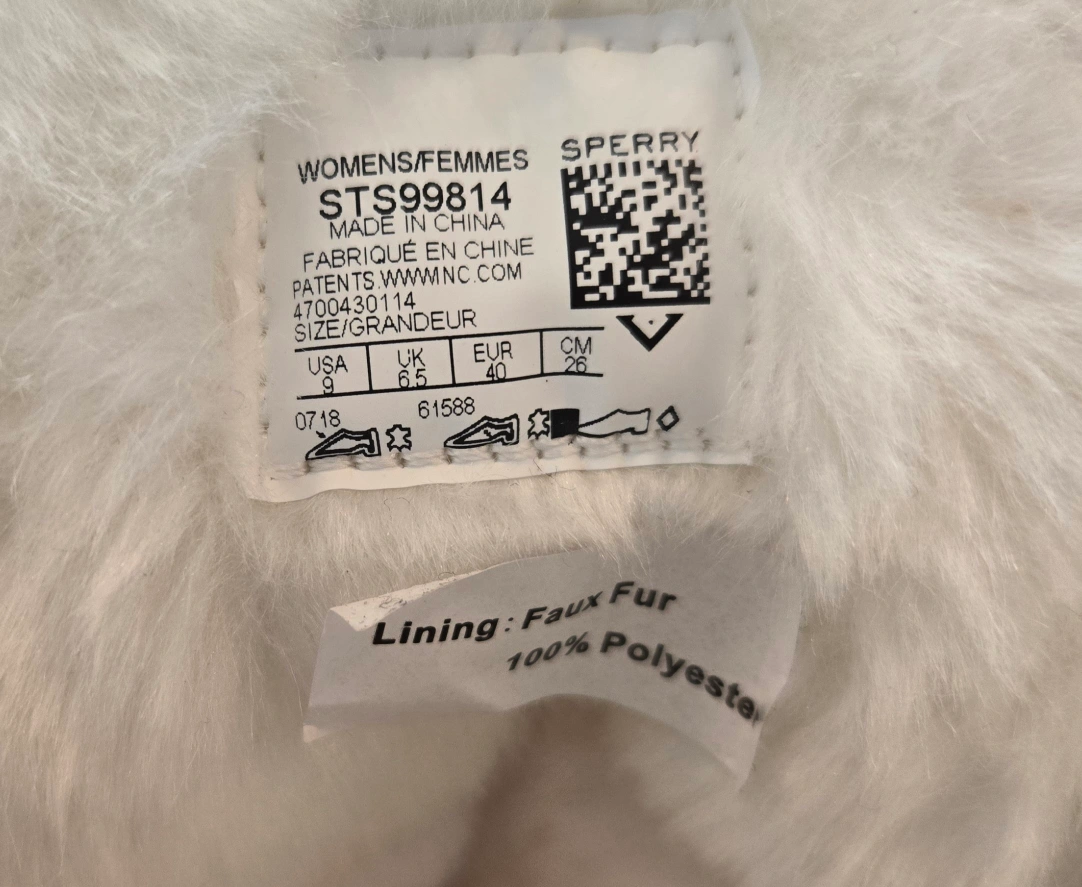 SPERRY
WOMENS/FEMMES
STS99814
MADE IN CHINA
FABRIQUÉ EN CHINE
PATENTS.WWWINC.COM
4700430114
SIZE/GRANDEUR
USA UK EUR CM
9 6.5 40 26
0718 61588
Lining: Faux Fur
100% Polyester